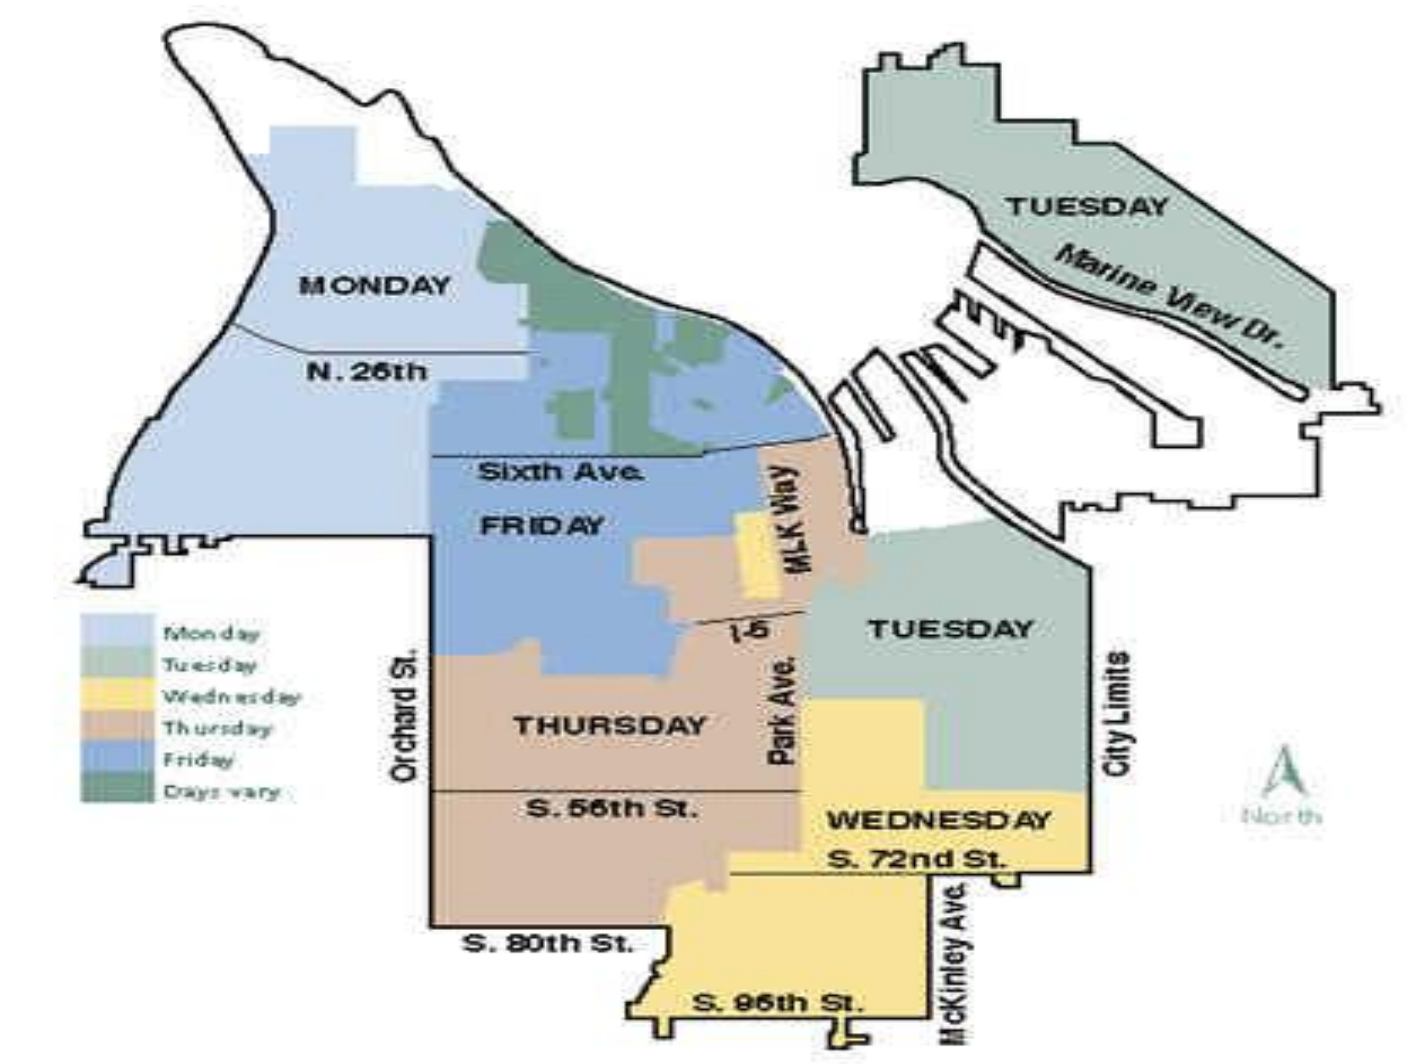 TUESDAY
Marine View Dr.
MONDAY
N. 26th
Sixth Ave.
FRIDAY
MLK Way
I-5
TUESDAY
Monday
Tuesday
Wednesday
Thursday
Friday
Days vary
Orchard St.
THURSDAY
Park Ave.
City Limits
S. 56th St.
WEDNESDAY
S. 72nd St.
North
S. 80th St.
McKinley Ave.
S. 96th St.